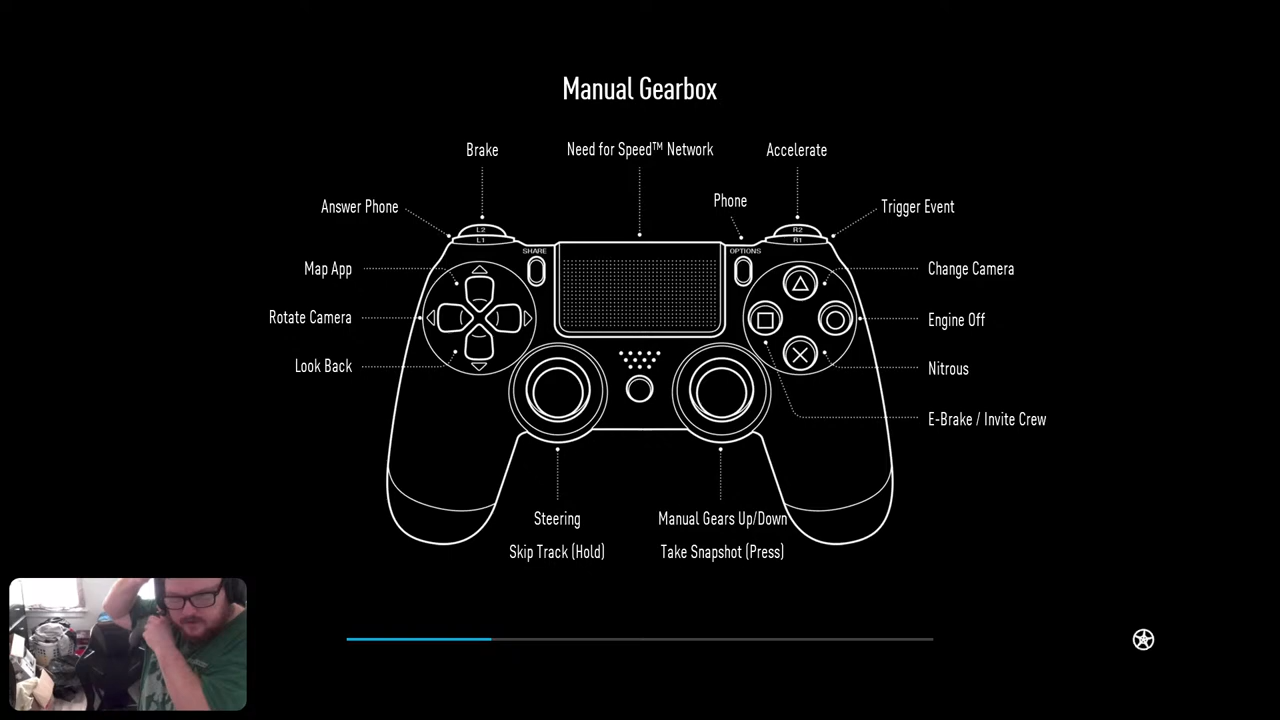 Manual Gearbox
Brake
Need for Speed™ Network
Accelerate
Answer Phone
Phone
Trigger Event
L2
L1
SHARE
OPTIONS
R2
R1
Map App
Change Camera
Rotate Camera
Engine Off
Look Back
Nitrous
E-Brake / Invite Crew
Steering
Manual Gears Up/Down
Skip Track (Hold)
Take Snapshot (Press)